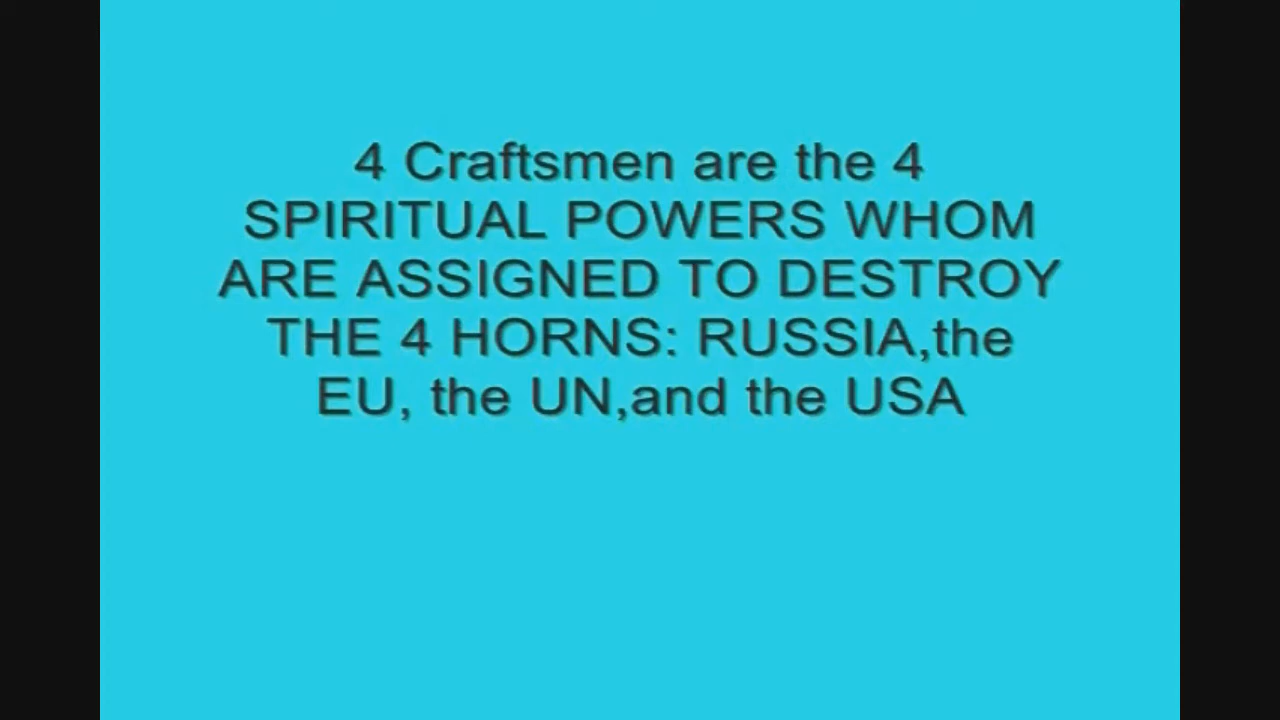 4 Craftsmen are the 4
SPIRITUAL POWERS WHOM
ARE ASSIGNED TO DESTROY
THE 4 HORNS: RUSSIA,the
EU, the UN,and the USA